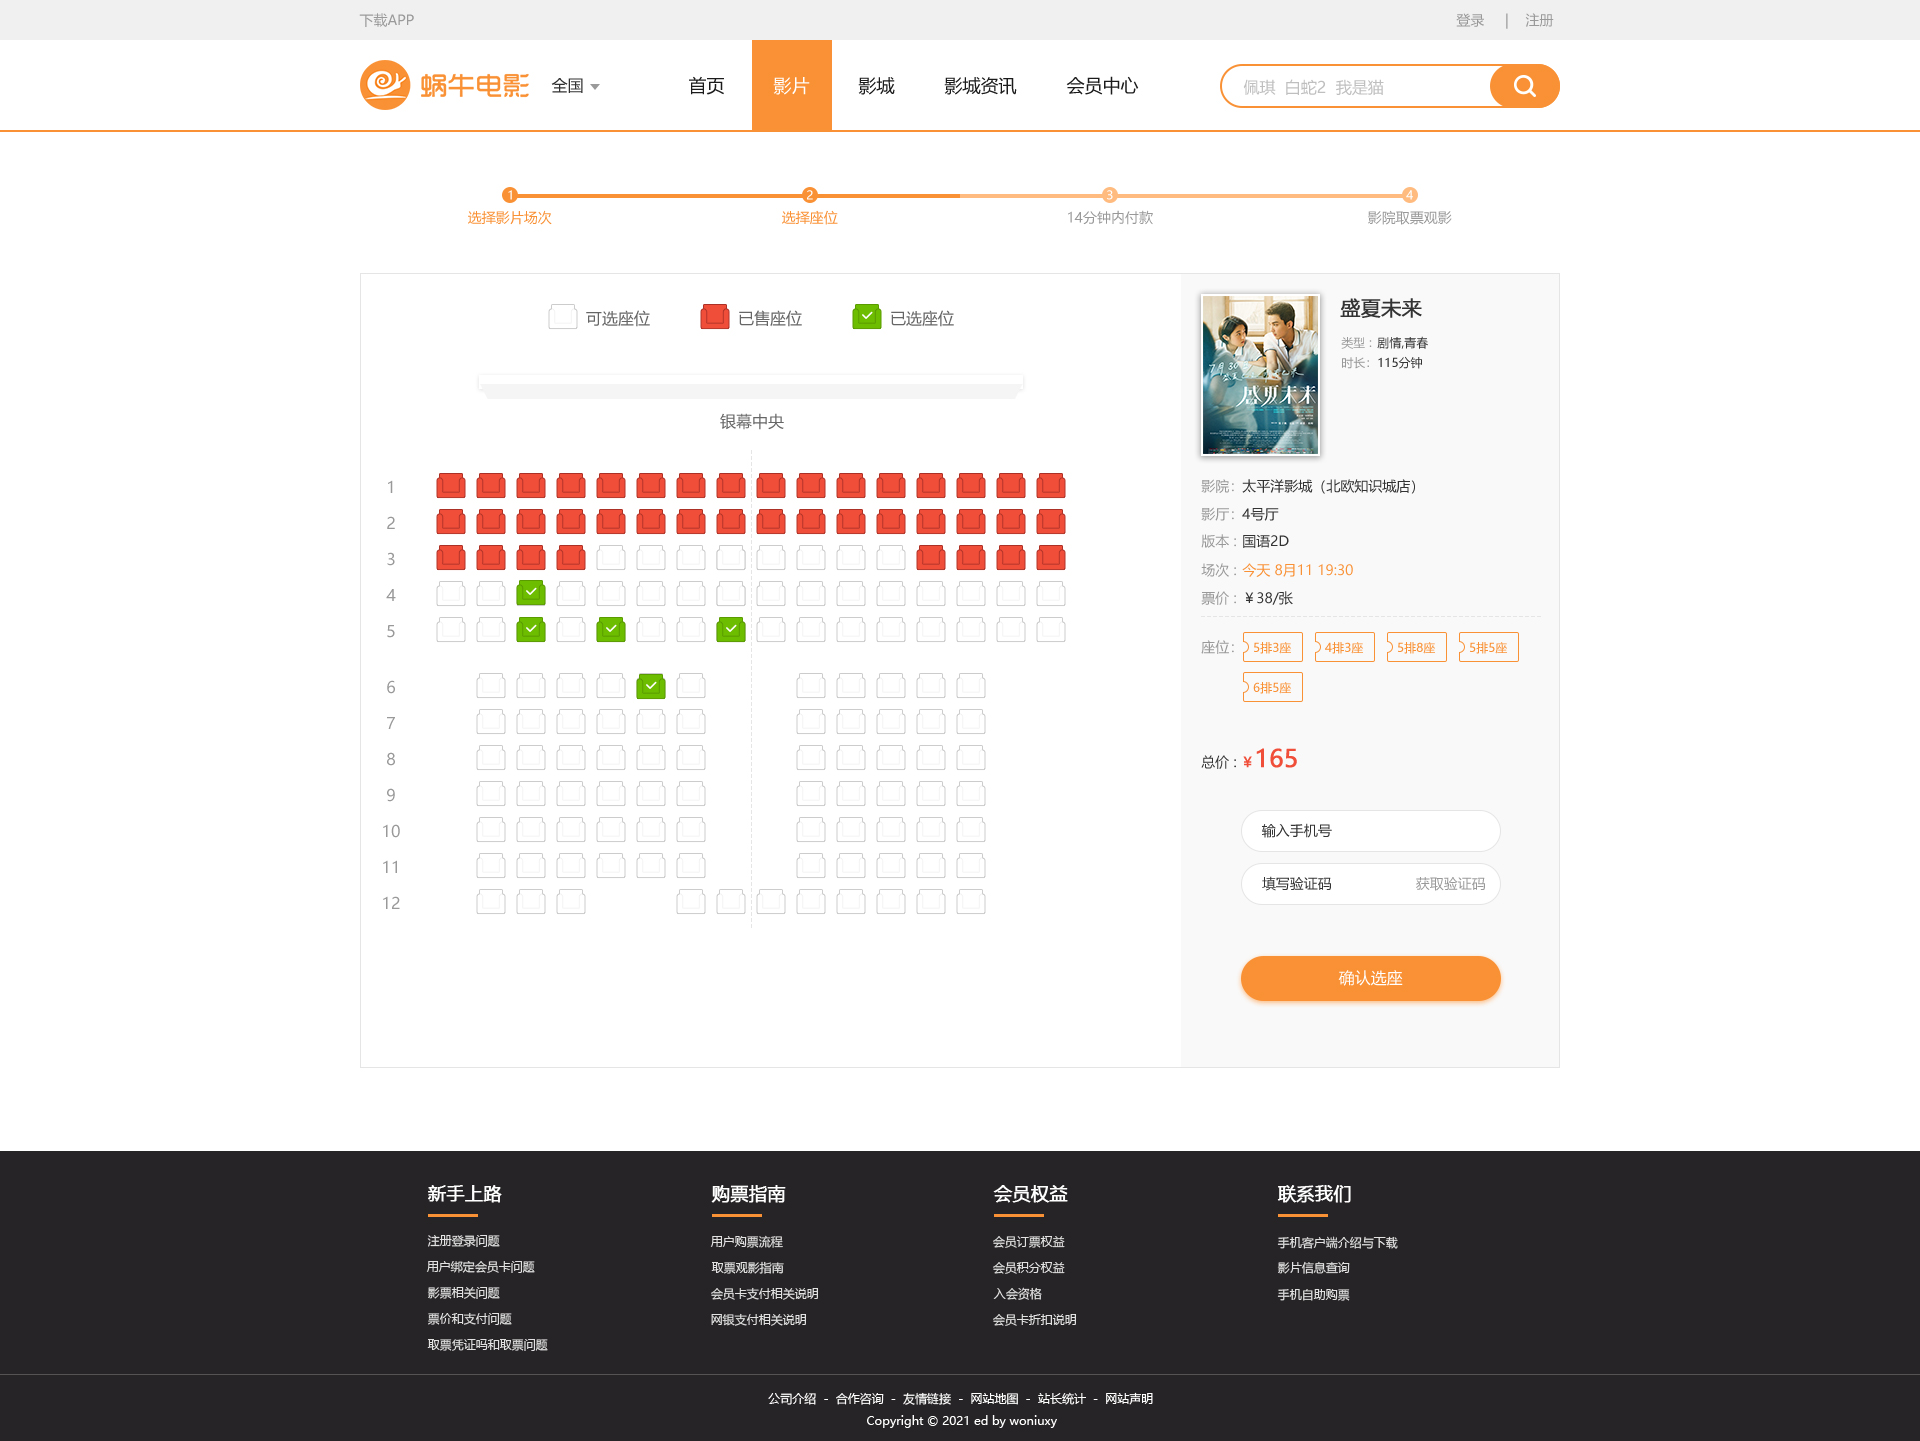 下载APP
登录 | 注册
蜗牛电影
全国
首页
影片
影城
影城资讯
会员中心
佩琪 白蛇2 我是猫
1
2
3
4
选择影片场次
选择座位
14分钟内付款
影院取票观影
可选座位
已售座位
已选座位
银幕中央
1
2
3
4
5
6
7
8
9
10
11
12
盛夏未来
类型：剧情,青春
时长：115分钟
7月30
盛夏未来
影院：太平洋影城（北欧知识城店）
影厅：4号厅
版本：国语2D
场次：今天 8月11 19:30
票价：￥38/张
座位：5排3座 4排3座 5排8座 5排5座
6排5座
总价：￥165
输入手机号
填写验证码 获取验证码
确认选座
新手上路
注册登录问题
用户绑定会员卡问题
影票相关问题
票价和支付问题
取票凭证吗和取票问题
购票指南
用户购票流程
取票观影指南
会员卡支付相关说明
网银支付相关说明
会员权益
会员订票权益
会员积分权益
入会资格
会员卡折扣说明
联系我们
手机客户端介绍与下载
影片信息查询
手机自助购票
公司介绍 - 合作咨询 - 友情链接 - 网站地图 - 站长统计 - 网站声明
Copyright © 2021 ed by woniuxy